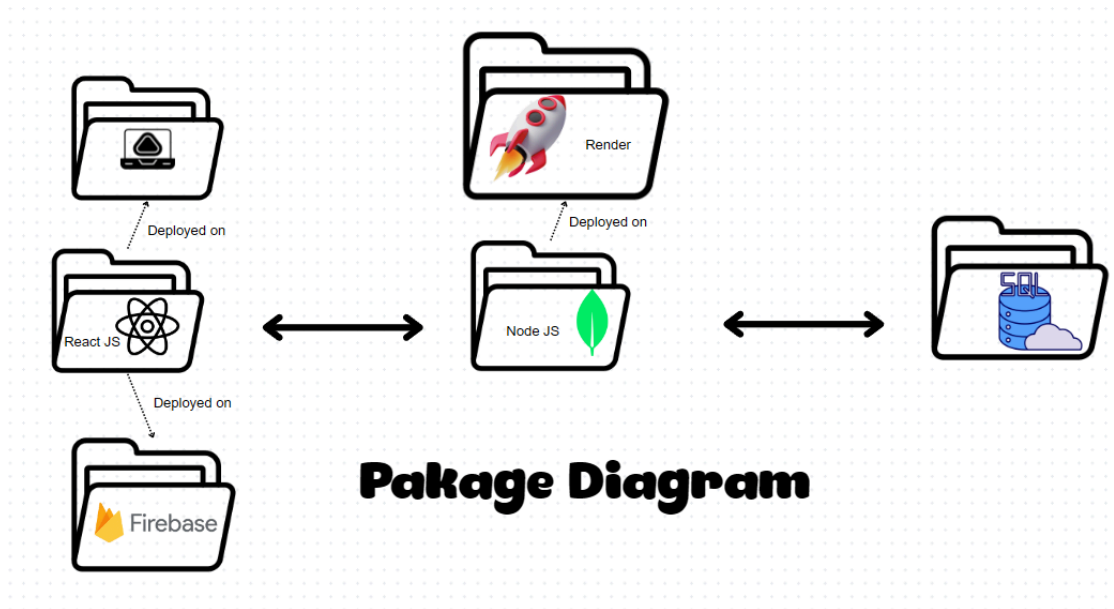 Render
Deployed on
Deployed on
SQL
React JS
Node JS
Deployed on
Pakage Diagram
Firebase